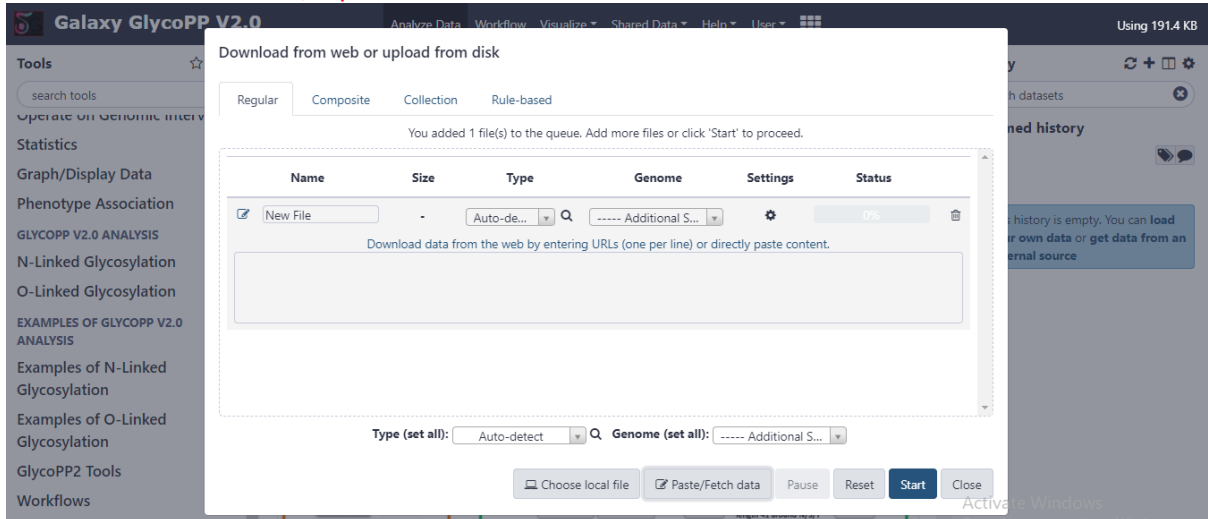 Galaxy GlycoPP V2.0
Analyze Data Workflow Visualize Shared Data Help User
Using 191.4 KB
Tools
search tools
Operate on Genomic Interv
Statistics
Graph/Display Data
Phenotype Association
GLYCOPP V2.0 ANALYSIS
N-Linked Glycosylation
O-Linked Glycosylation
EXAMPLES OF GLYCOPP V2.0
ANALYSIS
Examples of N-Linked
Glycosylation
Examples of O-Linked
Glycosylation
GlycoPP2 Tools
Workflows
Download from web or upload from disk
Regular Composite Collection Rule-based
You added 1 file(s) to the queue. Add more files or click 'Start' to proceed.
Name Size Type Genome Settings Status
New File - Auto-de... ----- Additional S... 0%
Download data from the web by entering URLs (one per line) or directly paste content.
Type (set all): Auto-detect Genome (set all): ----- Additional S...
Choose local file Paste/Fetch data Pause Reset Start Close
y
h datasets
ned history
history is empty. You can load
ur own data or get data from an
ernal source
Activate Windows